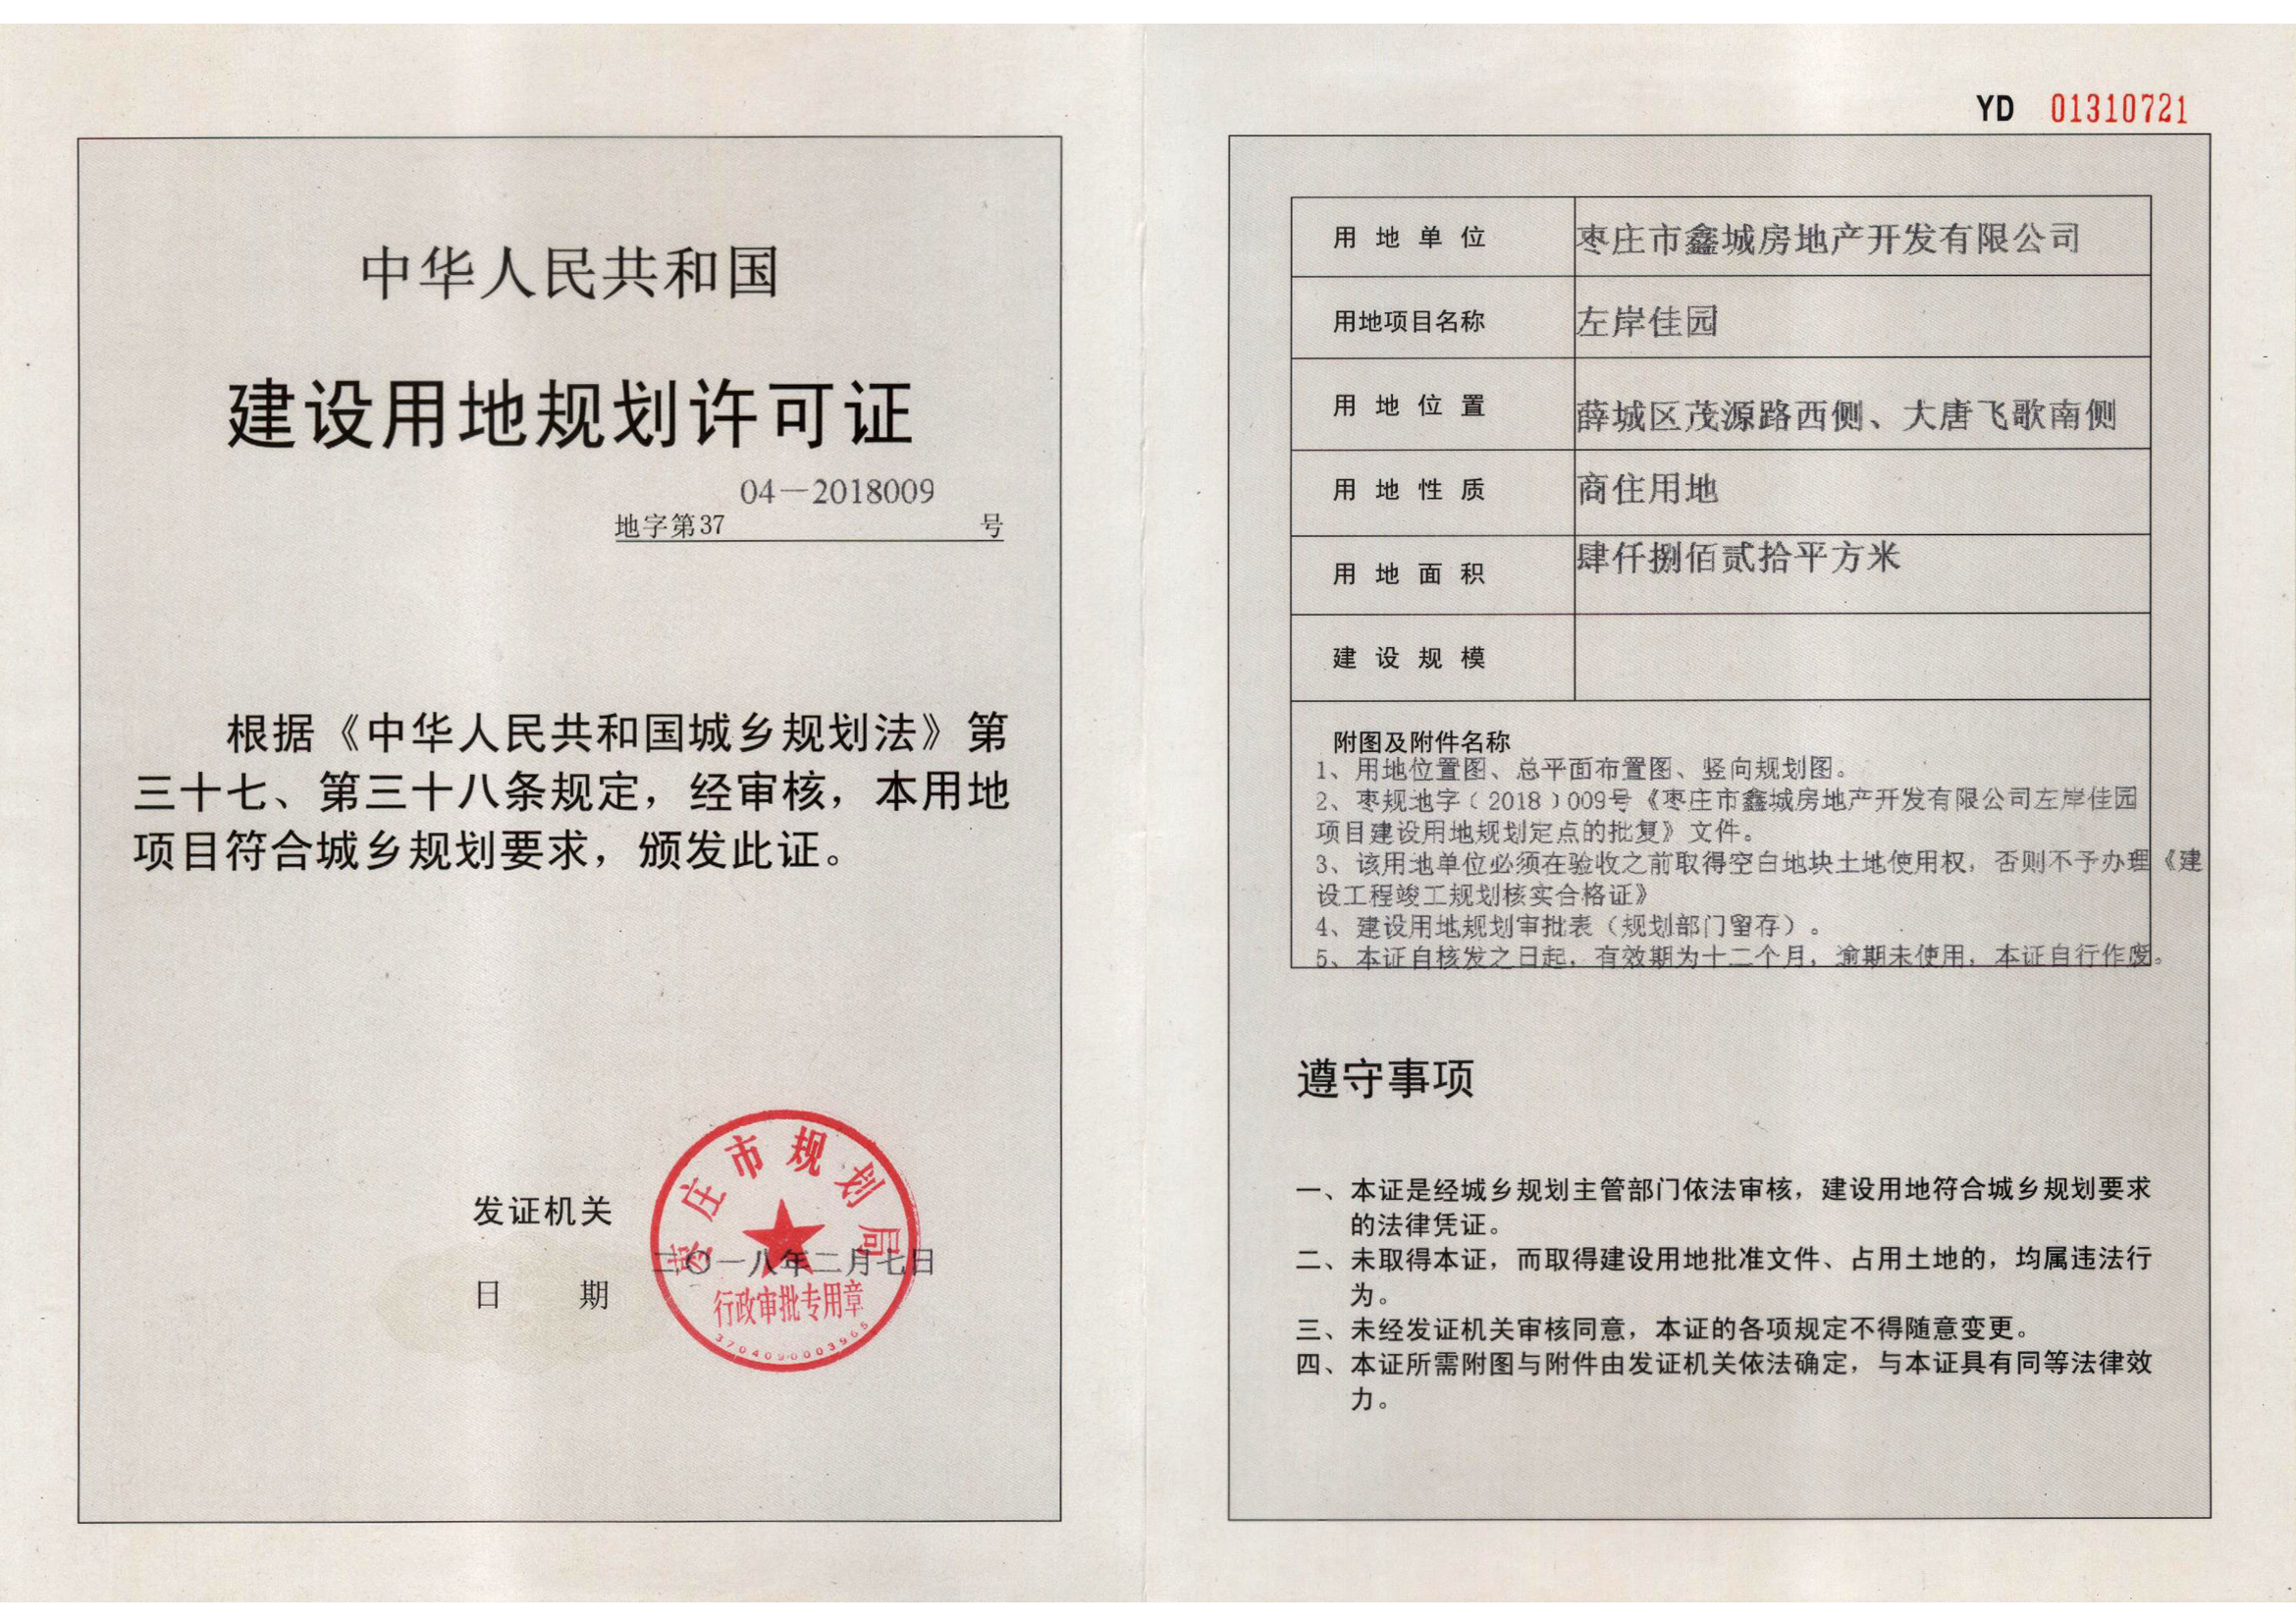 中华人民共和国
建设用地规划许可证
04—2018009
地字第37 号
根据《中华人民共和国城乡规划法》第
三十七、第三十八条规定，经审核，本用地
项目符合城乡规划要求，颁发此证。
发证机关
枣庄市规划局
二〇一八年二月七日
日 期
行政审批专用章
3704090003965
YD 01310721
用地单位 枣庄市鑫城房地产开发有限公司
用地项目名称 左岸佳园
用地位置 薛城区茂源路西侧、大唐飞歌南侧
用地性质 商住用地
用地面积 肆仟捌佰贰拾平方米
建设规模
附图及附件名称
1、用地位置图、总平面布置图、竖向规划图。
2、枣规地字﹝2018﹞009号《枣庄市鑫城房地产开发有限公司左岸佳园
项目建设用地规划定点的批复》文件。
3、该用地单位必须在验收之前取得空白地块土地使用权，否则不予办理《建
设工程竣工规划核实合格证》
4、建设用地规划审批表（规划部门留存）。
5、本证自核发之日起，有效期为十二个月，逾期未使用，本证自行作废。
遵守事项
一、本证是经城乡规划主管部门依法审核，建设用地符合城乡规划要求
的法律凭证。
二、未取得本证，而取得建设用地批准文件、占用土地的，均属违法行
为。
三、未经发证机关审核同意，本证的各项规定不得随意变更。
四、本证所需附图与附件由发证机关依法确定，与本证具有同等法律效
力。